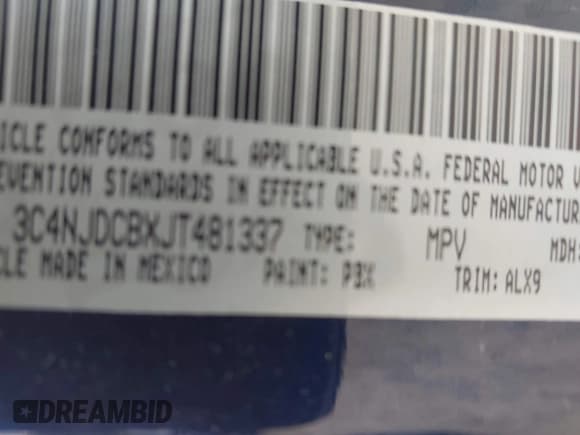 ICLE CONFORMS TO ALL APPLICABLE U.S.A. FEDERAL MOTOR V
EVENTION STANDARDS IN EFFECT ON THE DATE OF MANUFACTUR
3C4NJDCBXJT481337 TYPE: MPV MDH:
CLE MADE IN MEXICO PAINT: PBX TRIM: ALX9
DREAMBID